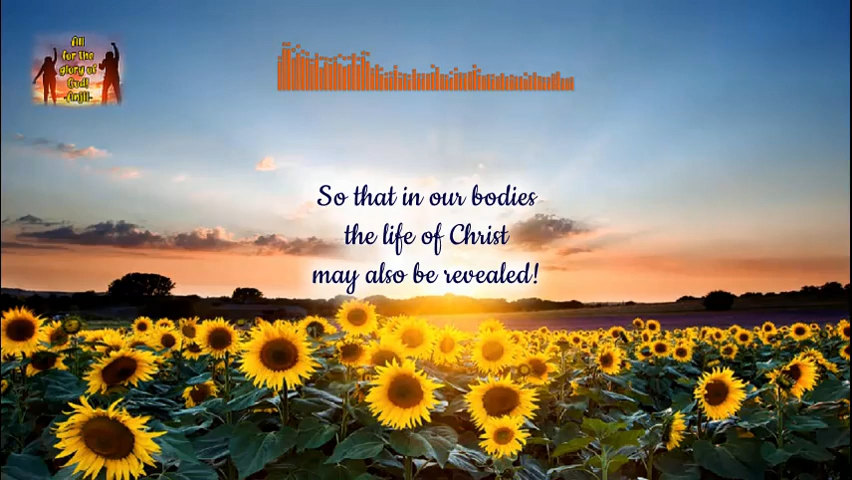 All
for the
glory of
God!
-Anjii-
So that in our bodies
the life of Christ
may also be revealed!